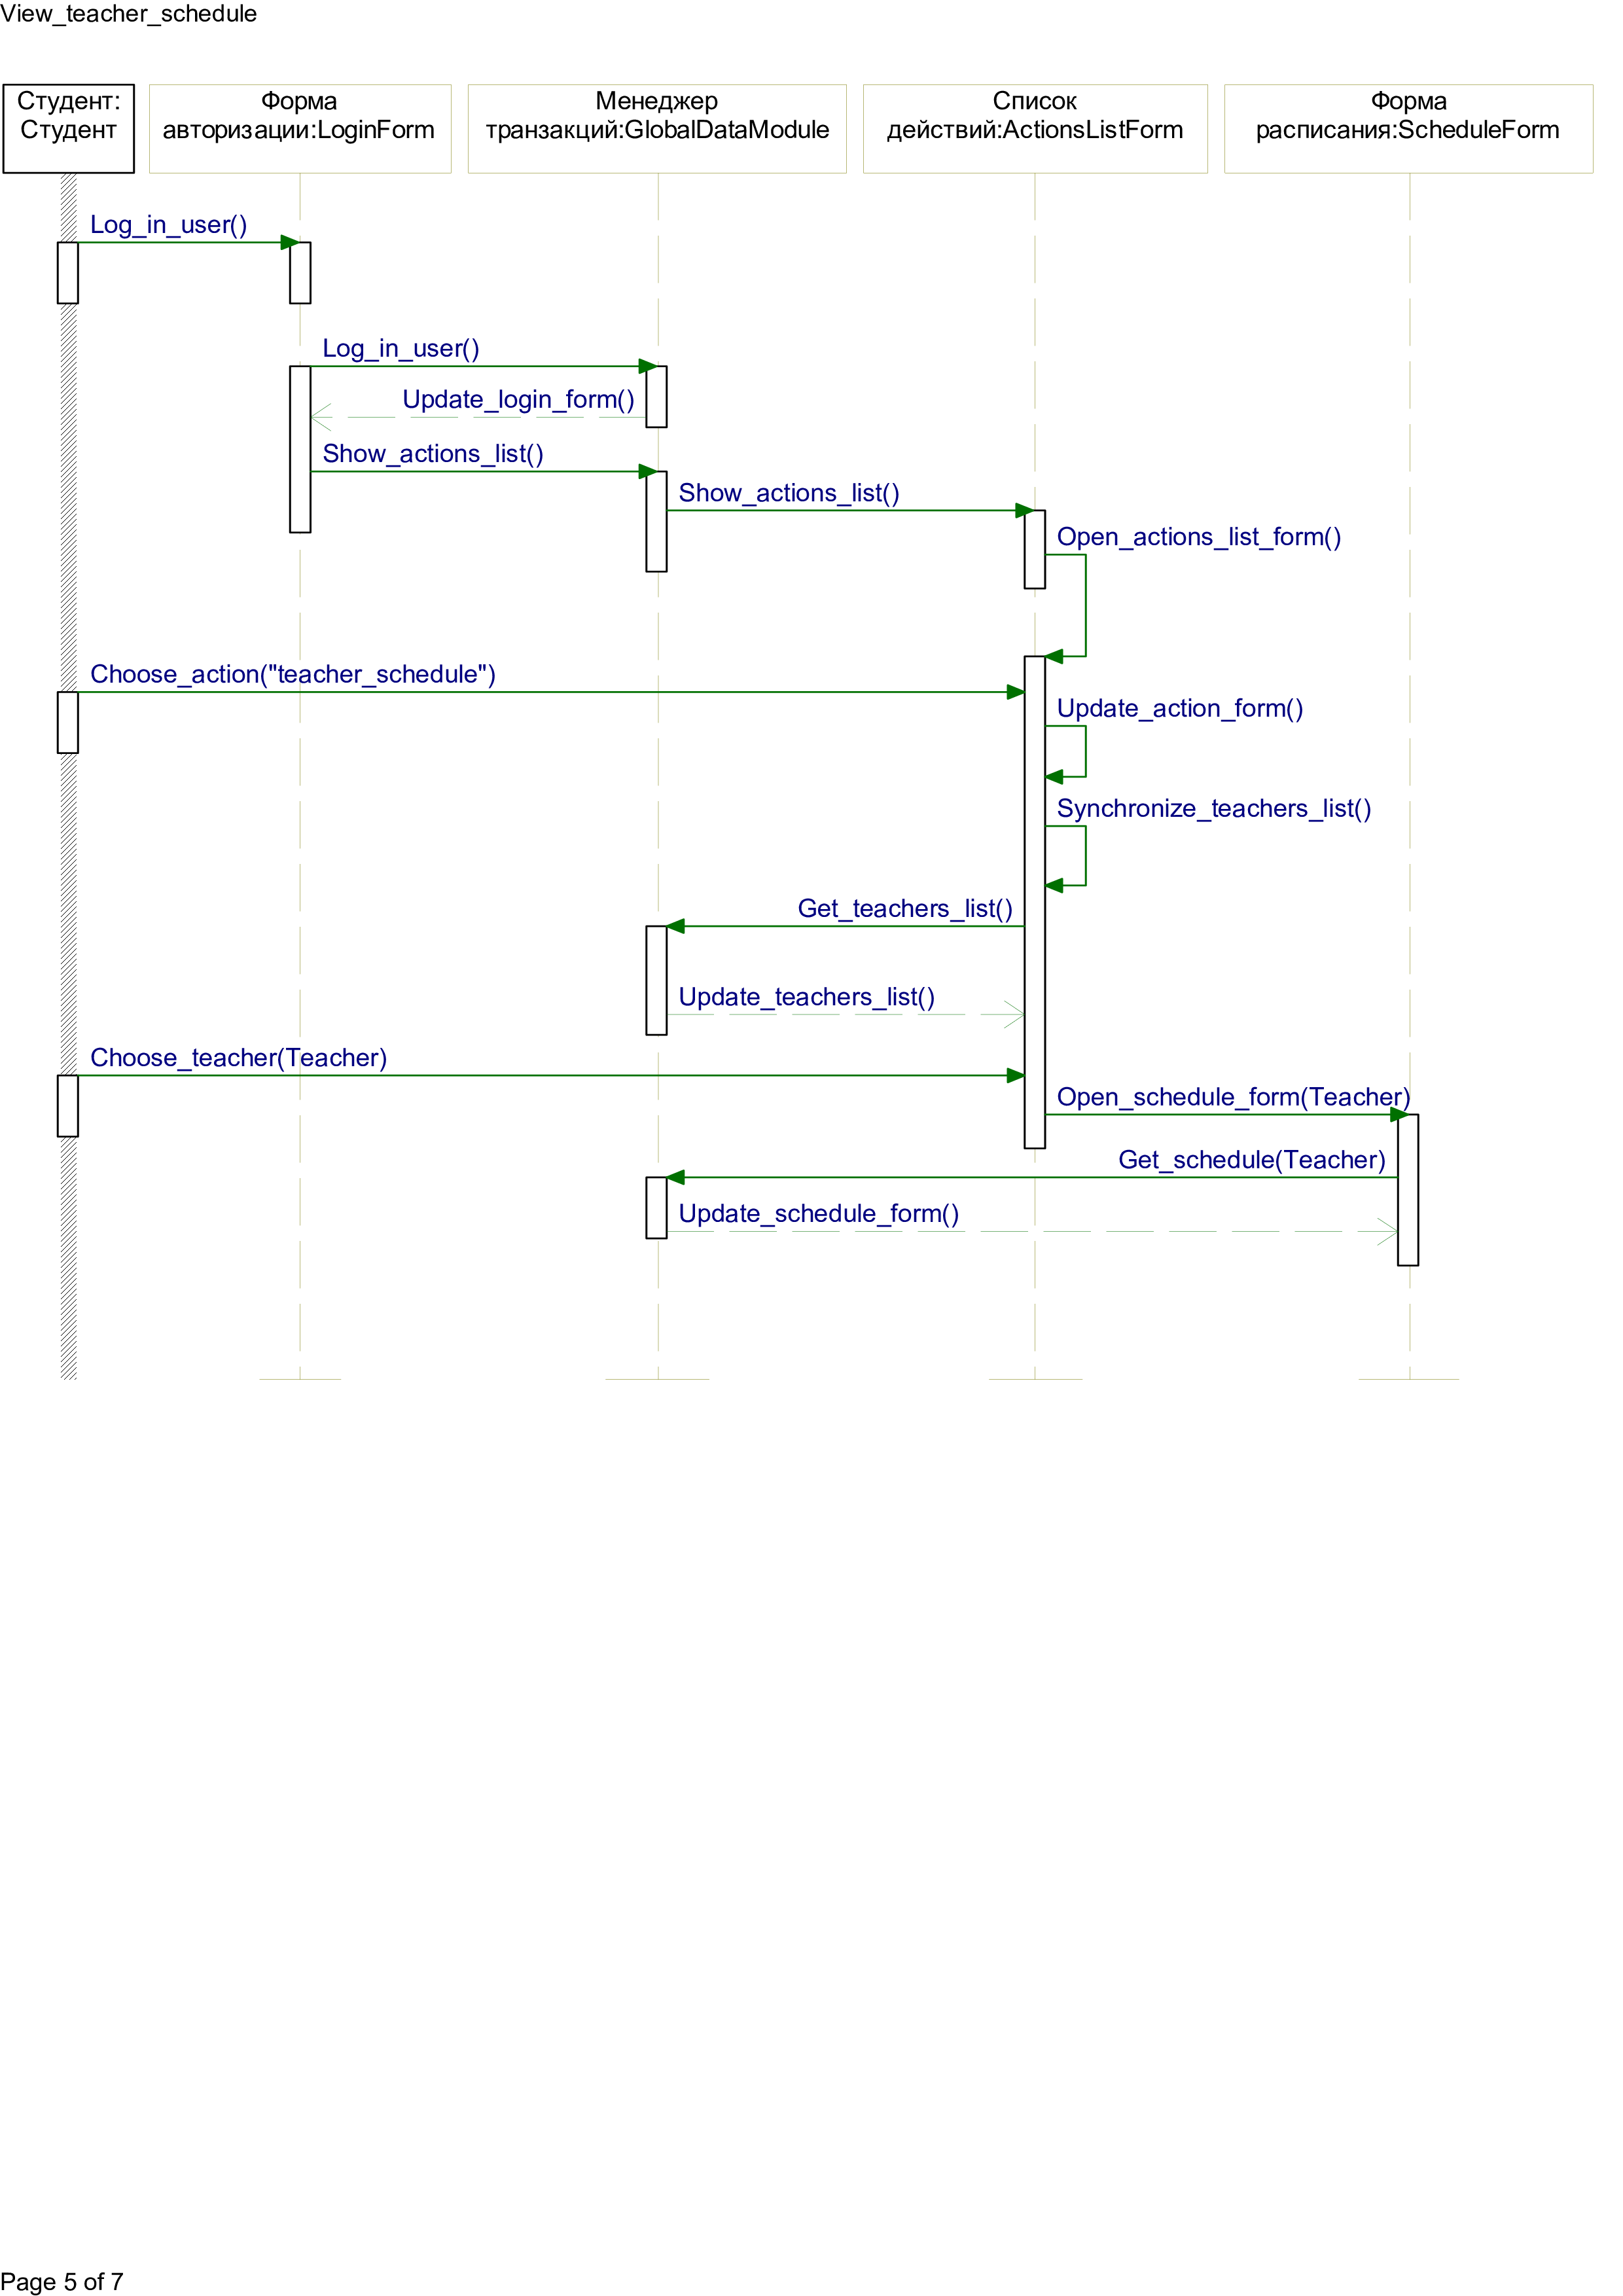 View_teacher_schedule
Студент:
Студент
Форма
авторизации:LoginForm
Менеджер
транзакций:GlobalDataModule
Список
действий:ActionsListForm
Форма
расписания:ScheduleForm
Log_in_user()
Log_in_user()
Update_login_form()
Show_actions_list()
Show_actions_list()
Open_actions_list_form()
Choose_action("teacher_schedule")
Update_action_form()
Synchronize_teachers_list()
Get_teachers_list()
Update_teachers_list()
Choose_teacher(Teacher)
Open_schedule_form(Teacher)
Get_schedule(Teacher)
Update_schedule_form()
Page 5 of 7